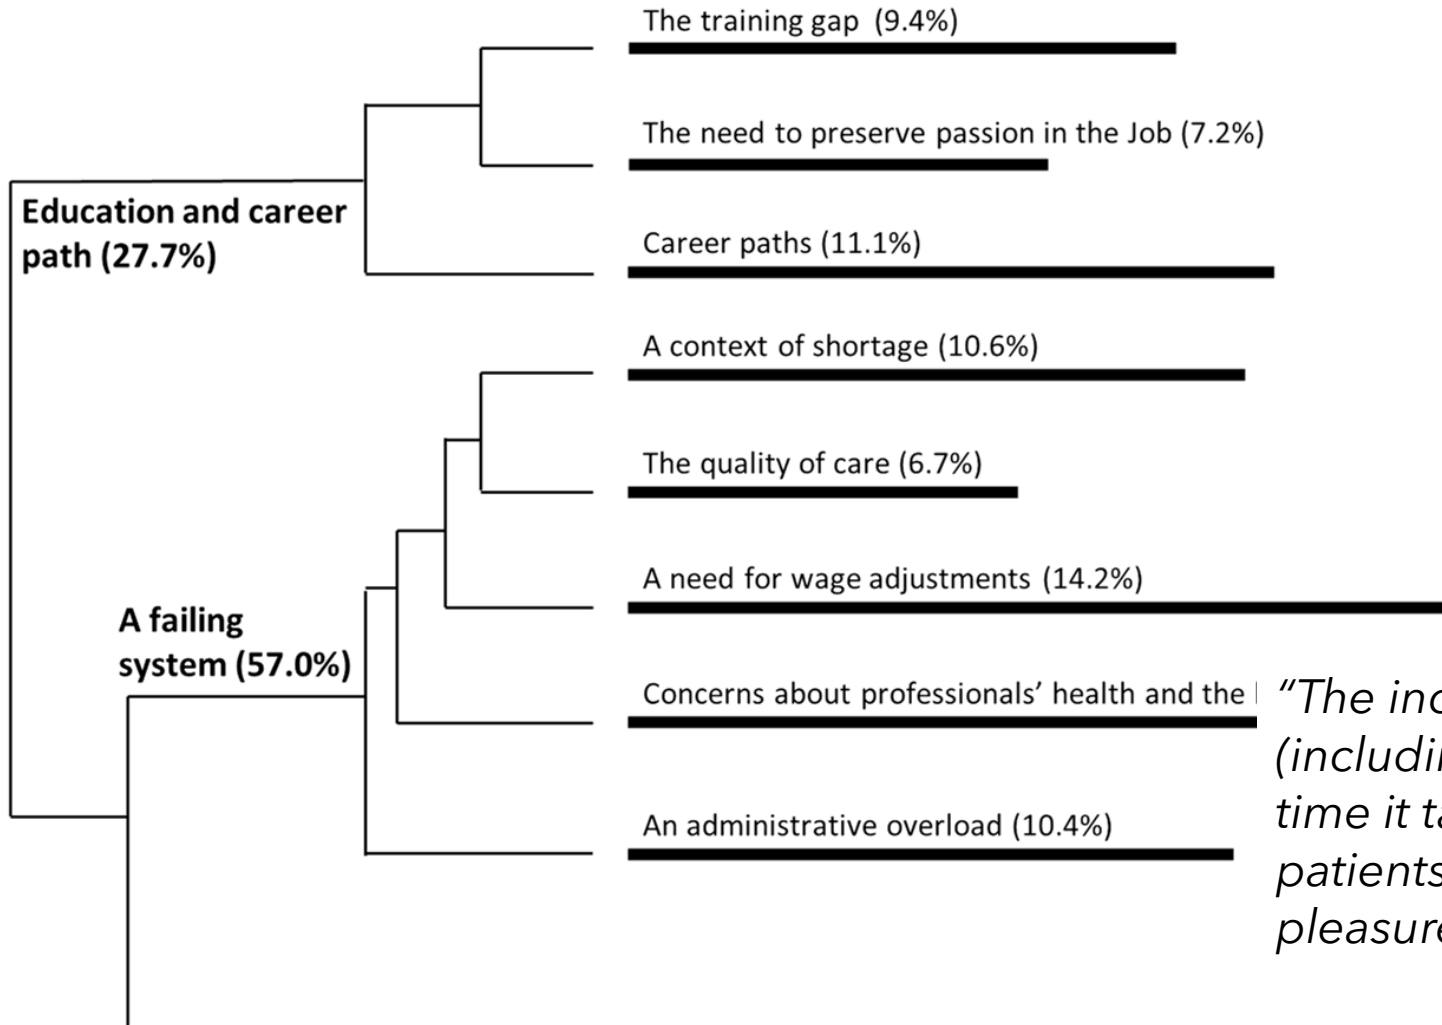 The training gap (9.4%)
The need to preserve passion in the Job (7.2%)
Education and career
path (27.7%)
Career paths (11.1%)
A context of shortage (10.6%)
The quality of care (6.7%)
A need for wage adjustments (14.2%)
A failing
system (57.0%)
Concerns about professionals’ health and the
“The
time it
patients
An administrative overload (10.4%)